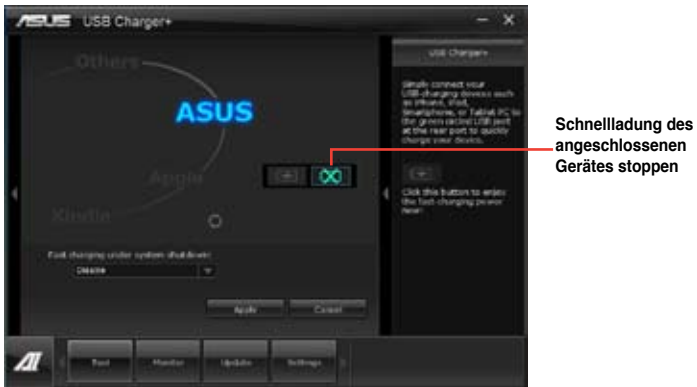 ASUS USB Charger+
Others
ASUS
Apple
Kindle
Fast charging under system shutdown:
Disable
Apply
Cancel
USB Charger+
Simply connect your
USB-charging devices such
as iPhone, iPad,
Smartphone, or Tablet PC to
the green circled USB port
at the rear port to quickly
charge your device.
Click this button to enjoy
the fast-charging power
now!
Schnellladung des
angeschlossenen
Gerätes stoppen
Tool
Monitor
Update
Settings